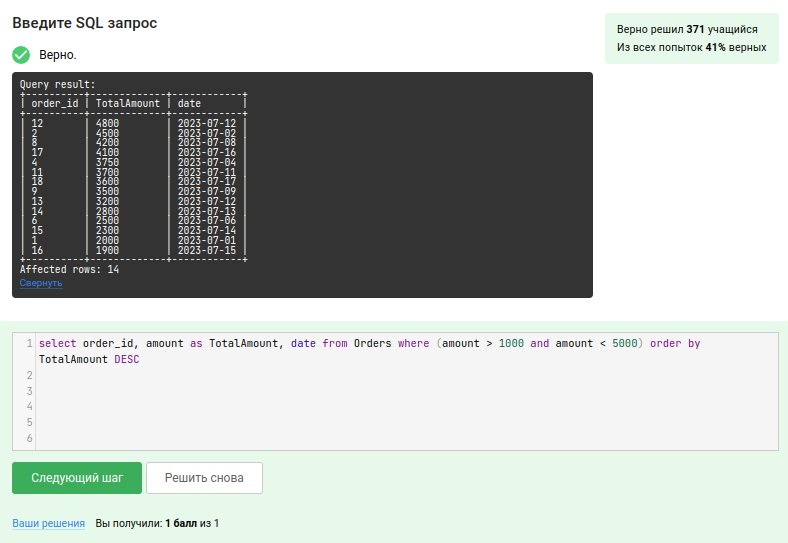 Введите SQL запрос
Верно решил 371 учащийся
Из всех попыток 41% верных
Верно.
Query result:
+----------+-------------+------------+
| order_id | TotalAmount | date       |
+----------+-------------+------------+
| 12       | 4800        | 2023-07-12 |
| 2        | 4500        | 2023-07-02 |
| 8        | 4200        | 2023-07-08 |
| 17       | 4100        | 2023-07-16 |
| 4        | 3750        | 2023-07-04 |
| 11       | 3700        | 2023-07-11 |
| 18       | 3600        | 2023-07-17 |
| 9        | 3500        | 2023-07-09 |
| 13       | 3200        | 2023-07-12 |
| 14       | 2800        | 2023-07-13 |
| 6        | 2500        | 2023-07-06 |
| 15       | 2300        | 2023-07-14 |
| 1        | 2000        | 2023-07-01 |
| 16       | 1900        | 2023-07-15 |
+----------+-------------+------------+
Affected rows: 14
Свернуть
1 select order_id, amount as TotalAmount, date from Orders where (amount > 1000 and amount < 5000) order by
TotalAmount DESC
2
3
4
5
6
Следующий шаг
Решить снова
Ваши решения Вы получили: 1 балл из 1